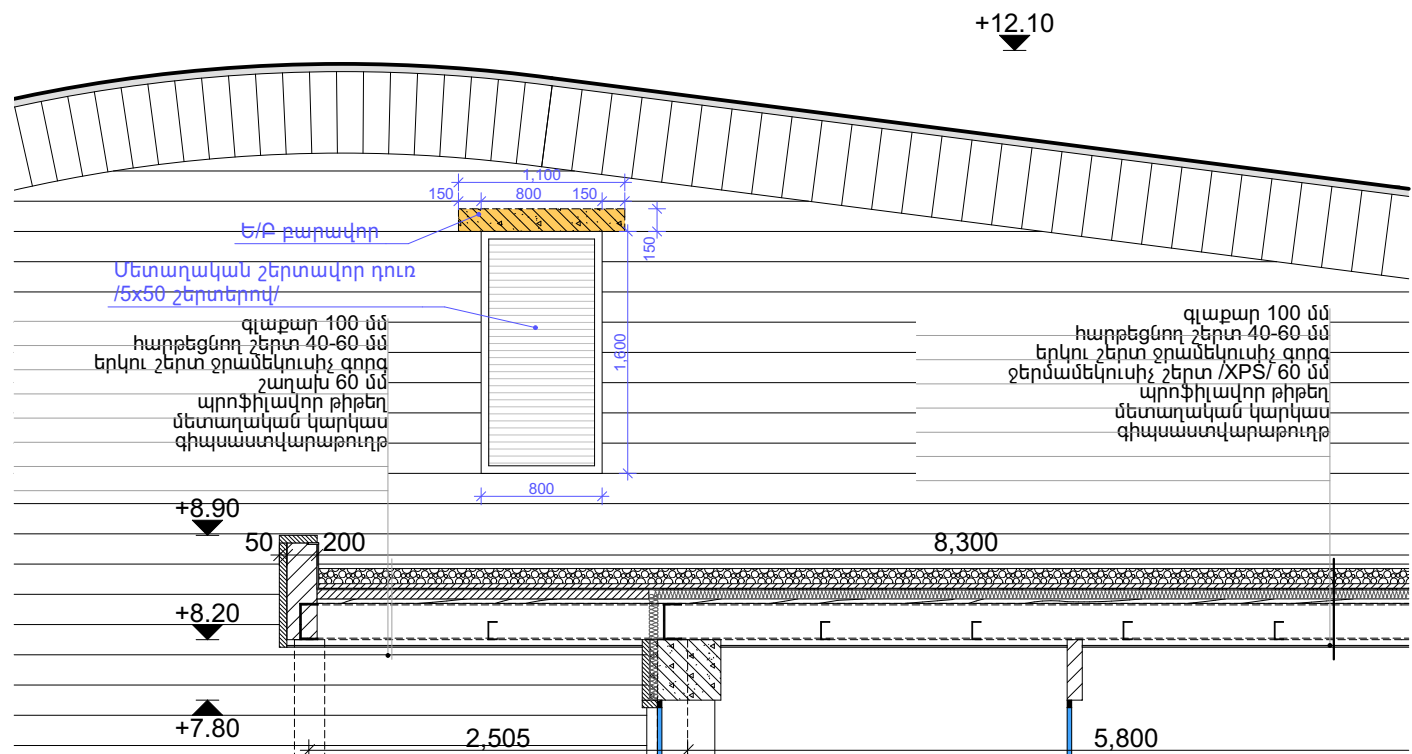 +12.10
1,100
150 800 150
Ե/Բ բարավոր
150
Մետաղական շերտավոր դուռ
/5x50 շերտերով/
1,600
գլաքար 100 մմ
հարթեցնող շերտ 40-60 մմ
երկու շերտ ջրամեկուսիչ գորգ
շաղախ 60 մմ
պրոֆիլավոր թիթեղ
մետաղական կարկաս
գիպսաստվարաթուղթ
գլաքար 100 մմ
հարթեցնող շերտ 40-60 մմ
երկու շերտ ջրամեկուսիչ գորգ
ջերմամեկուսիչ շերտ /XPS/ 60 մմ
պրոֆիլավոր թիթեղ
մետաղական կարկաս
գիպսաստվարաթուղթ
800
+8.90
50 200
8,300
+8.20
+7.80
2,505
5,800